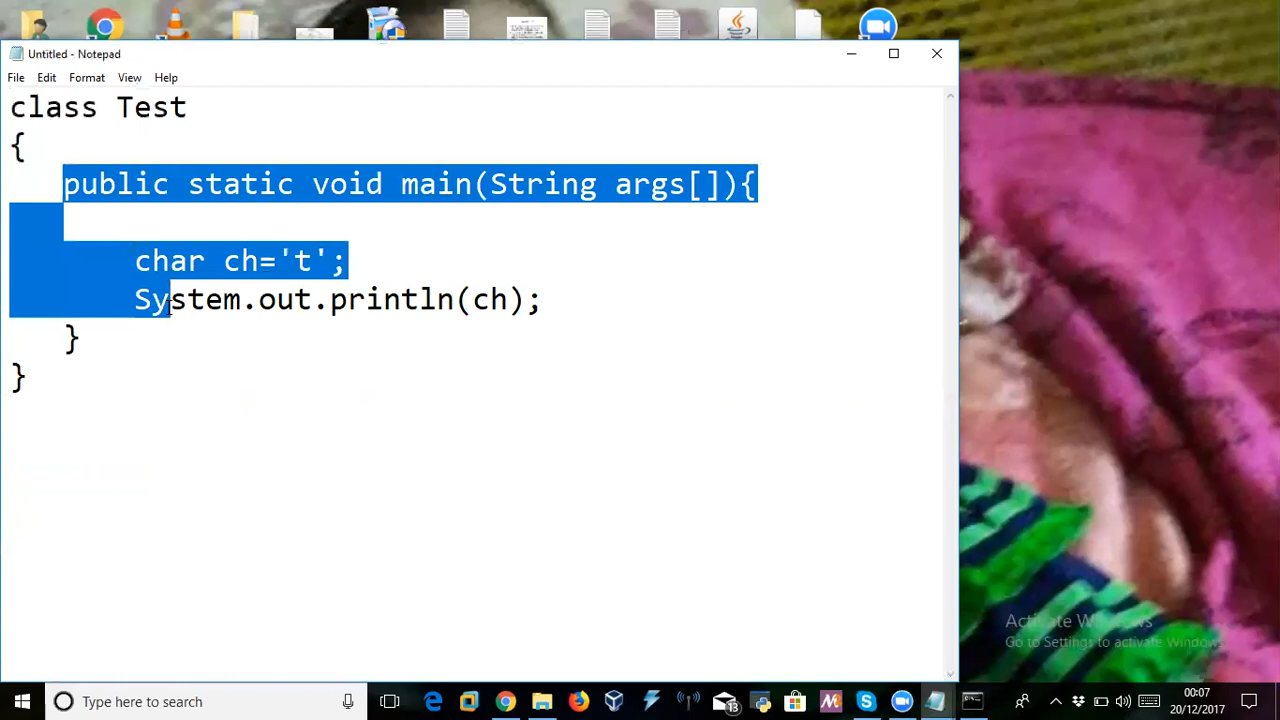 Untitled - Notepad
File Edit Format View Help
class Test
{
public static void main(String args[]){
char ch='t';
System.out.println(ch);
}
}
Activate Windows
Go to Settings to activate Windows.
Type here to search
13
00:07
20/12/2017